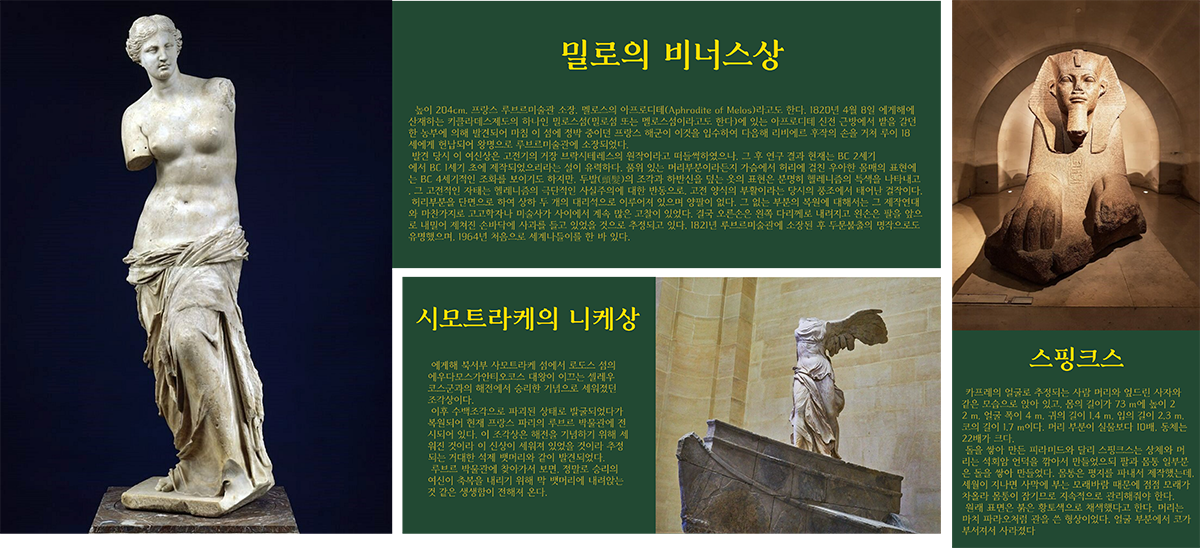 밀로의 비너스상
높이 204cm. 프랑스 루브르미술관 소장. 멜로스의 아프로디테(Aphrodite of Melos)라고도 한다. 1820년 4월 8일 에게해에
산재하는 키클라데스제도의 하나인 밀로스섬(밀로섬 또는 멜로스섬이라고도 한다)에 있는 아프로디테 신전 근방에서 밭을 갈던
한 농부에 의해 발견되어 마침 이 섬에 정박 중이던 프랑스 해군이 이것을 입수하여 다음해 리비에르 후작의 손을 거쳐 루이 18
세에게 헌납되어 왕명으로 루브르미술관에 소장되었다.
발견 당시 이 여신상은 고전기의 거장 프락시텔레스의 원작이라고 떠들썩하였으나, 그 후 연구 결과 현재는 BC 2세기
에서 BC 1세기 초에 제작되었으리라는 설이 유력하다. 품위 있는 머리부분이라든지 가슴에서 허리에 걸친 우아한 몸매의 표현에
는 BC 4세기적인 조화를 보이기도 하지만, 두발(頭髮)의 조각과 하반신을 덮는 옷의 표현은 분명히 헬레니즘의 특색을 나타내고
, 그 고전적인 자태는 헬레니즘의 극단적인 사실주의에 대한 반동으로, 고전 양식의 부활이라는 당시의 풍조에서 태어난 걸작이다.
허리부분을 단면으로 하여 상하 두 개의 대리석으로 이루어져 있으며 양팔이 없다. 그 없는 부분의 복원에 대해서는 그 제작연대
와 마찬가지로 고고학자나 미술사가 사이에서 계속 많은 고찰이 있었다. 결국 오른손은 왼쪽 다리께로 내려지고 왼손은 팔을 앞으
로 내밀어 제쳐진 손바닥에 사과를 들고 있었을 것으로 추정되고 있다. 1821년 루브르미술관에 소장된 후 두문불출의 명작으로도
유명했으며, 1964년 처음으로 세계나들이를 한 바 있다.
시모트라케의 니케상
에게해 북서부 사모트라케 섬에서 로도스 섬의
에우다모스가안티오코스 대왕이 이끄는 셀레우
코스군과의 해전에서 승리한 기념으로 세워졌던
조각상이다.
이후 수백조각으로 파괴된 상태로 발굴되었다가
복원되어 현재 프랑스 파리의 루브르 박물관에 전
시되어 있다. 이 조각상은 해전을 기념하기 위해 세
워진 것이라 이 신상이 세워져 있었을 것이라 추정
되는 거대한 석제 뱃머리와 같이 발견되었다.
루브르 박물관에 찾아가서 보면, 정말로 승리의
여신이 축복을 내리기 위해 막 뱃머리에 내려앉는
것 같은 생생함이 전해져 온다.
스핑크스
카프레의 얼굴로 추정되는 사람 머리와 엎드린 사자와
같은 모습으로 앉아 있고, 몸의 길이가 73 m에 높이 2
2 m, 얼굴 폭이 4 m, 귀의 길이 1.4 m, 입의 길이 2.3 m,
코의 길이 1.7 m이다. 머리 부분이 실물보다 10배, 동체는
22배가 크다.
돌을 쌓아 만든 피라미드와 달리 스핑크스는 상체와 머
리는 석회암 언덕을 깎아서 만들었으되 팔과 몸통 일부분
은 돌을 쌓아 만들었다. 몸통은 평지를 파내서 제작했는데,
세월이 지나면 사막에 부는 모래바람 때문에 점점 모래가
차올라 몸통이 잠기므로 지속적으로 관리해줘야 한다.
원래 표면은 붉은 황토색으로 채색했다고 한다. 머리는
마치 파라오처럼 관을 쓴 형상이었다. 얼굴 부분에서 코가
부서져서 사라졌다